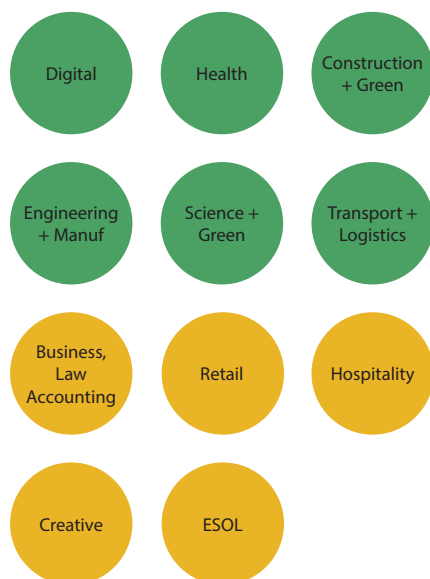 Digital
Health
Construction
+ Green
Engineering
+ Manuf
Science +
Green
Transport +
Logistics
Business,
Law
Accounting
Retail
Hospitality
Creative
ESOL